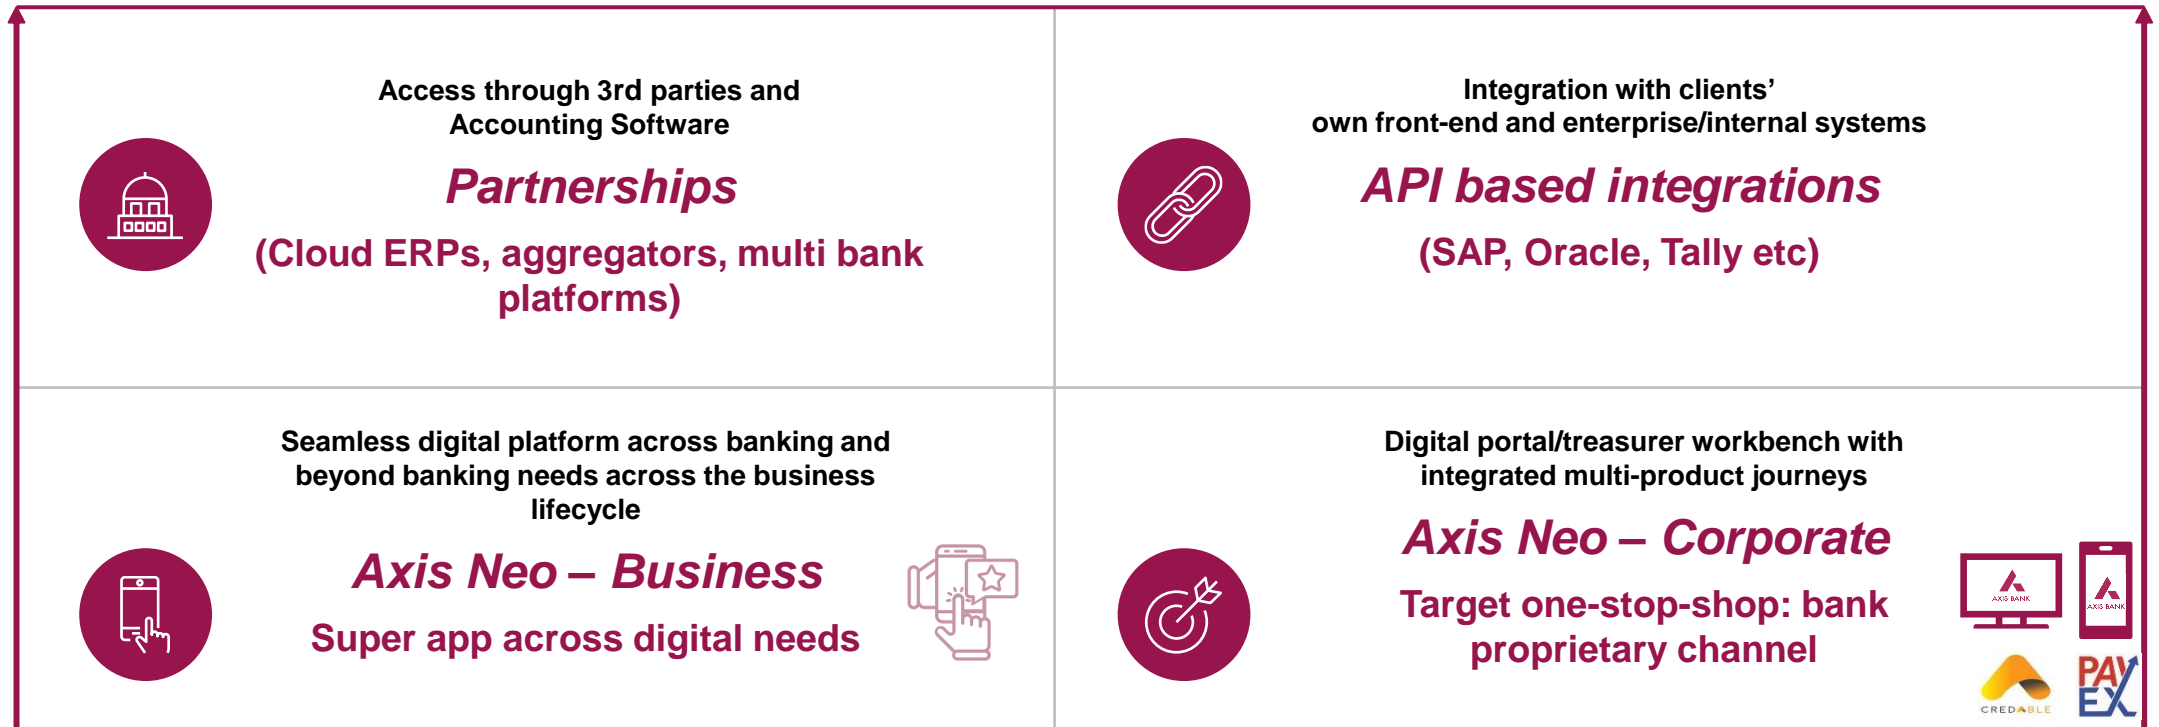 Access through 3rd parties and
Accounting Software
Partnerships
(Cloud ERPs, aggregators, multi bank
platforms)
Integration with clients’
own front-end and enterprise/internal systems
API based integrations
(SAP, Oracle, Tally etc)
Seamless digital platform across banking and
beyond banking needs across the business
lifecycle
Axis Neo – Business
Super app across digital needs
Digital portal/treasurer workbench with
integrated multi-product journeys
Axis Neo – Corporate
Target one-stop-shop: bank
proprietary channel
AXIS BANK
AXIS BANK
CREDABLE
PAY
EX